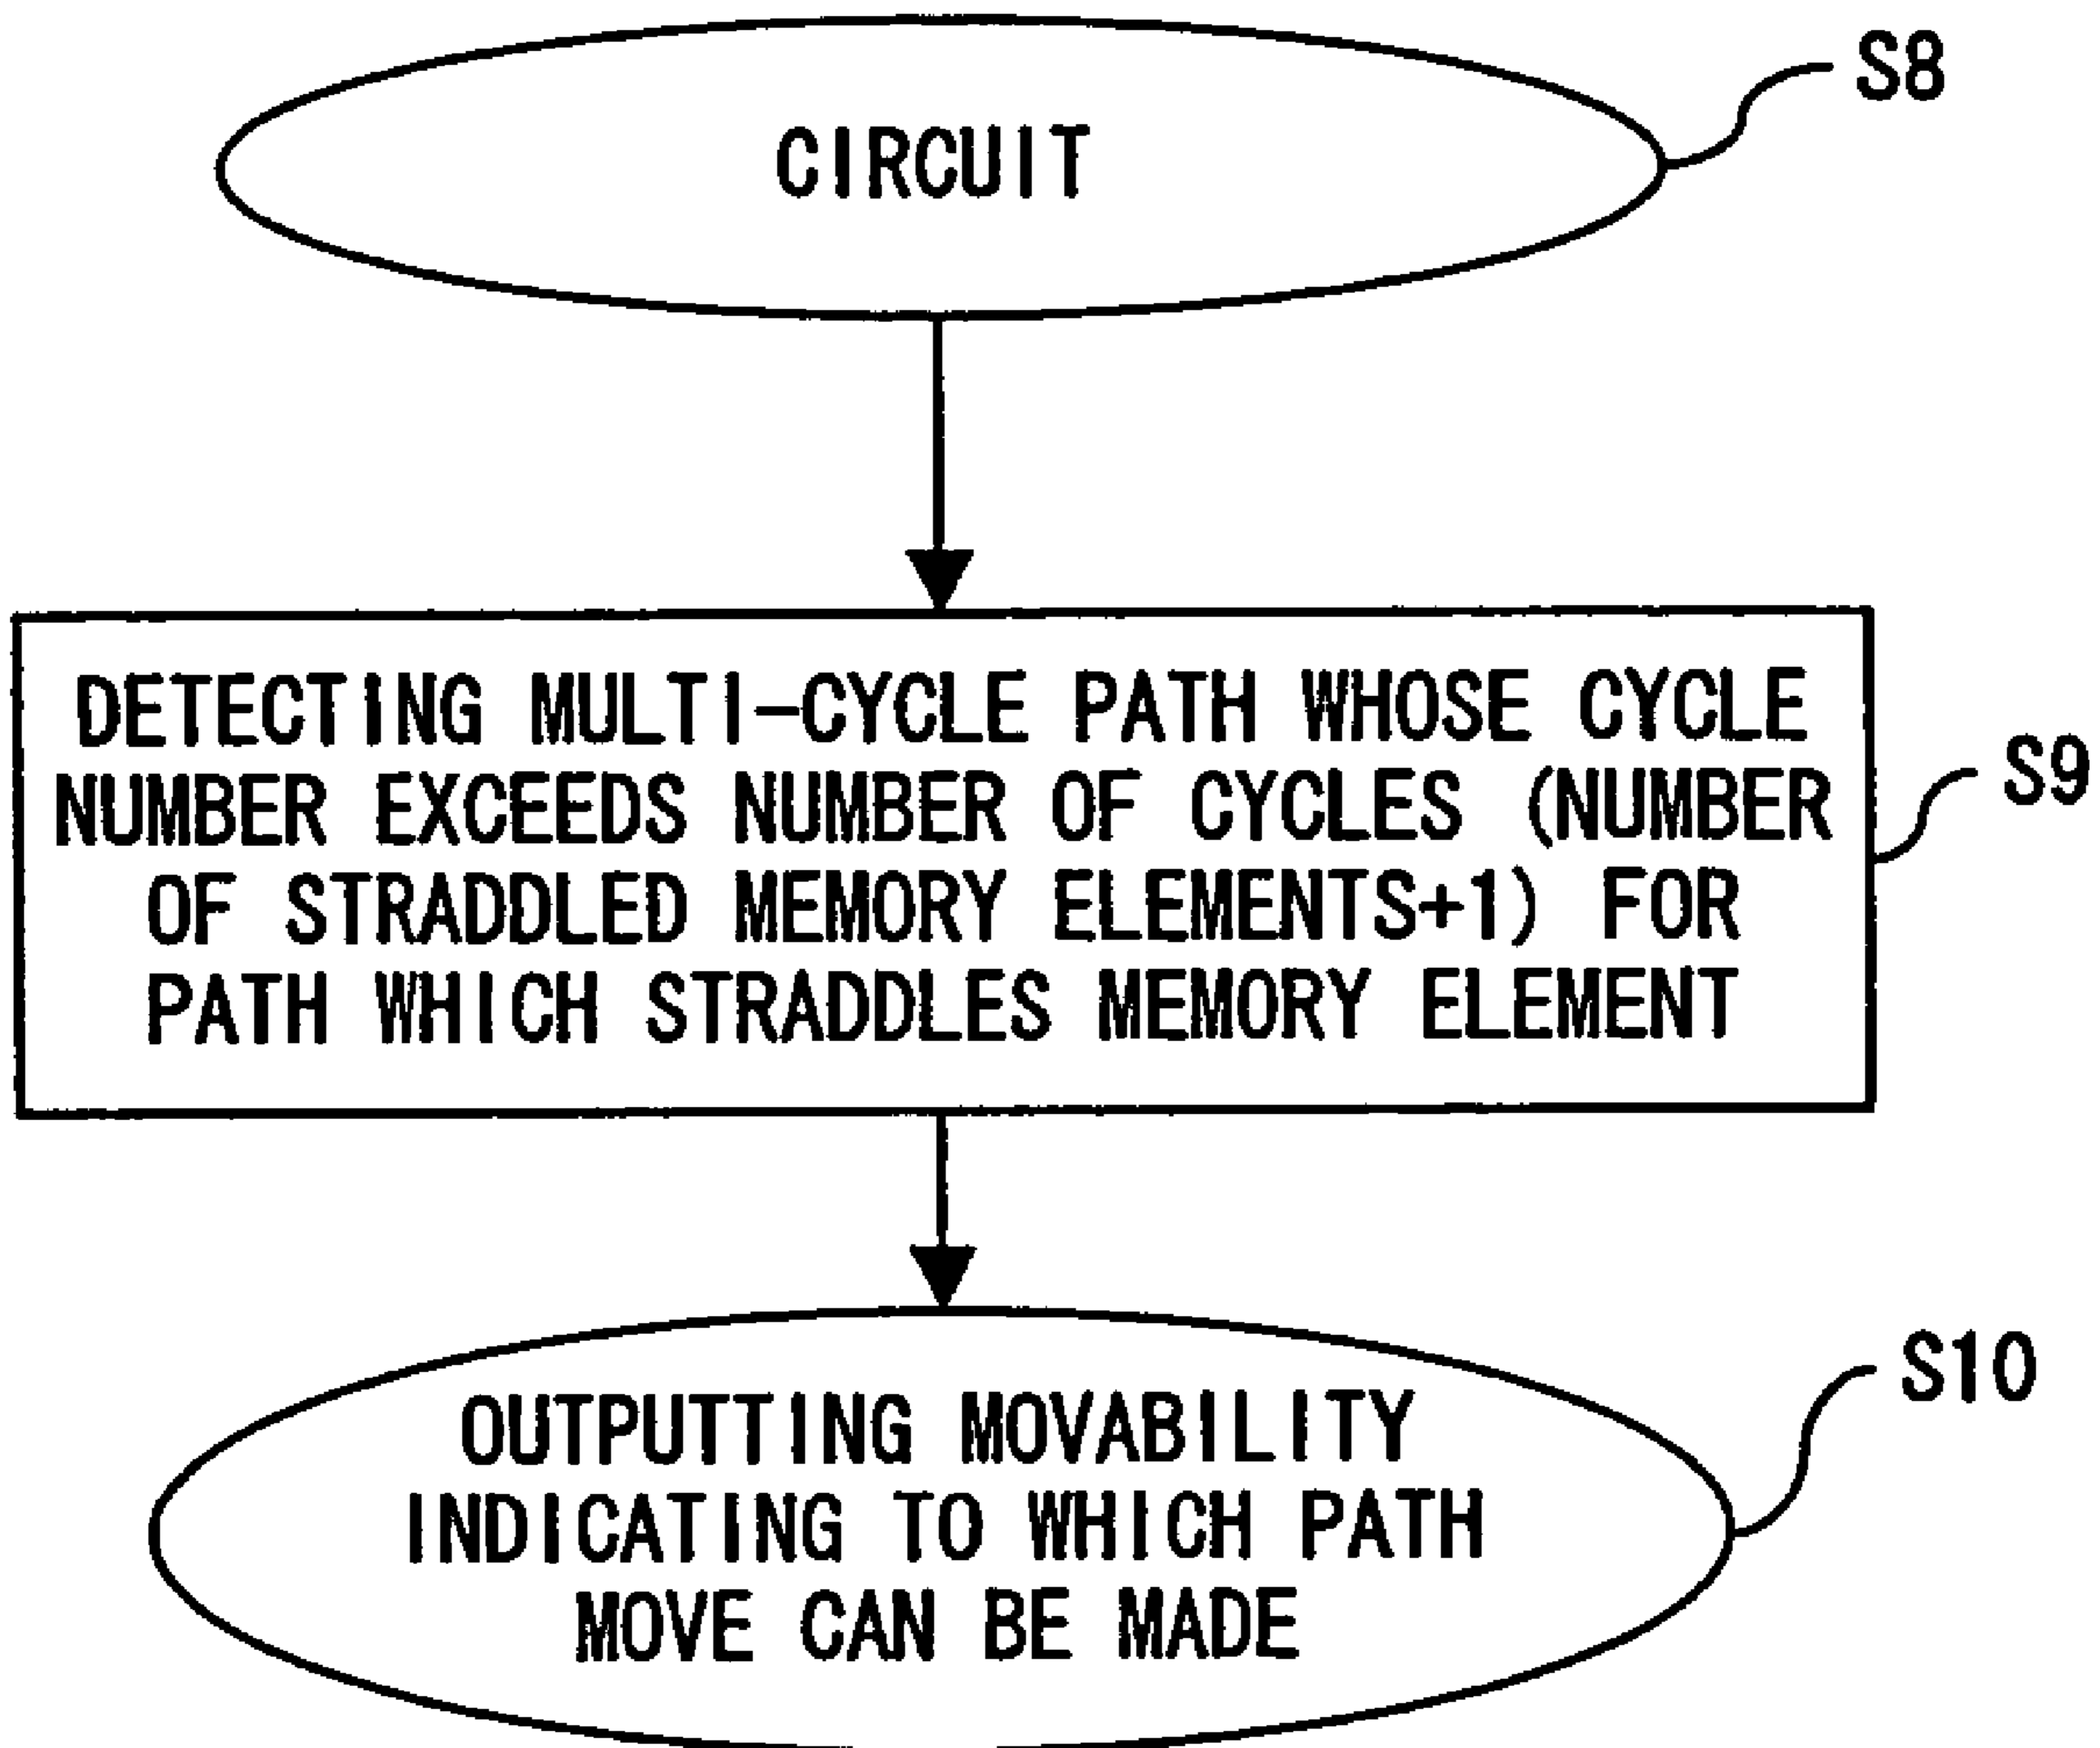 CIRCUIT
S8
DETECTING MULTI-CYCLE PATH WHOSE CYCLE
NUMBER EXCEEDS NUMBER OF CYCLES (NUMBER
OF STRADDLED MEMORY ELEMENTS+1) FOR
PATH WHICH STRADDLES MEMORY ELEMENT
S9
OUTPUTTING MOVABILITY
INDICATING TO WHICH PATH
MOVE CAN BE MADE
S10